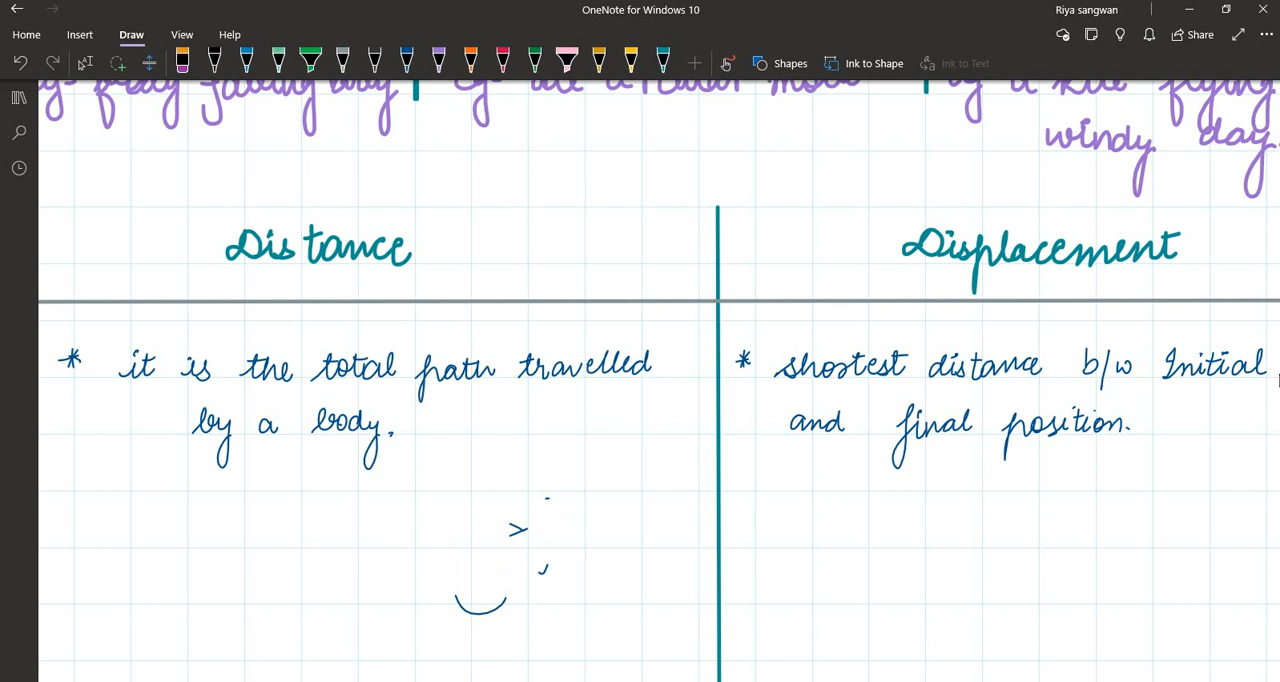 OneNote for Windows 10
Riya sangwan
Home Insert Draw View Help
Share
Shapes Ink to Shape Ink to Text
windy day.
Distance
Displacement
* it is the total path travelled
by a body.
* shortest distance b/w Initial
and final position.
>